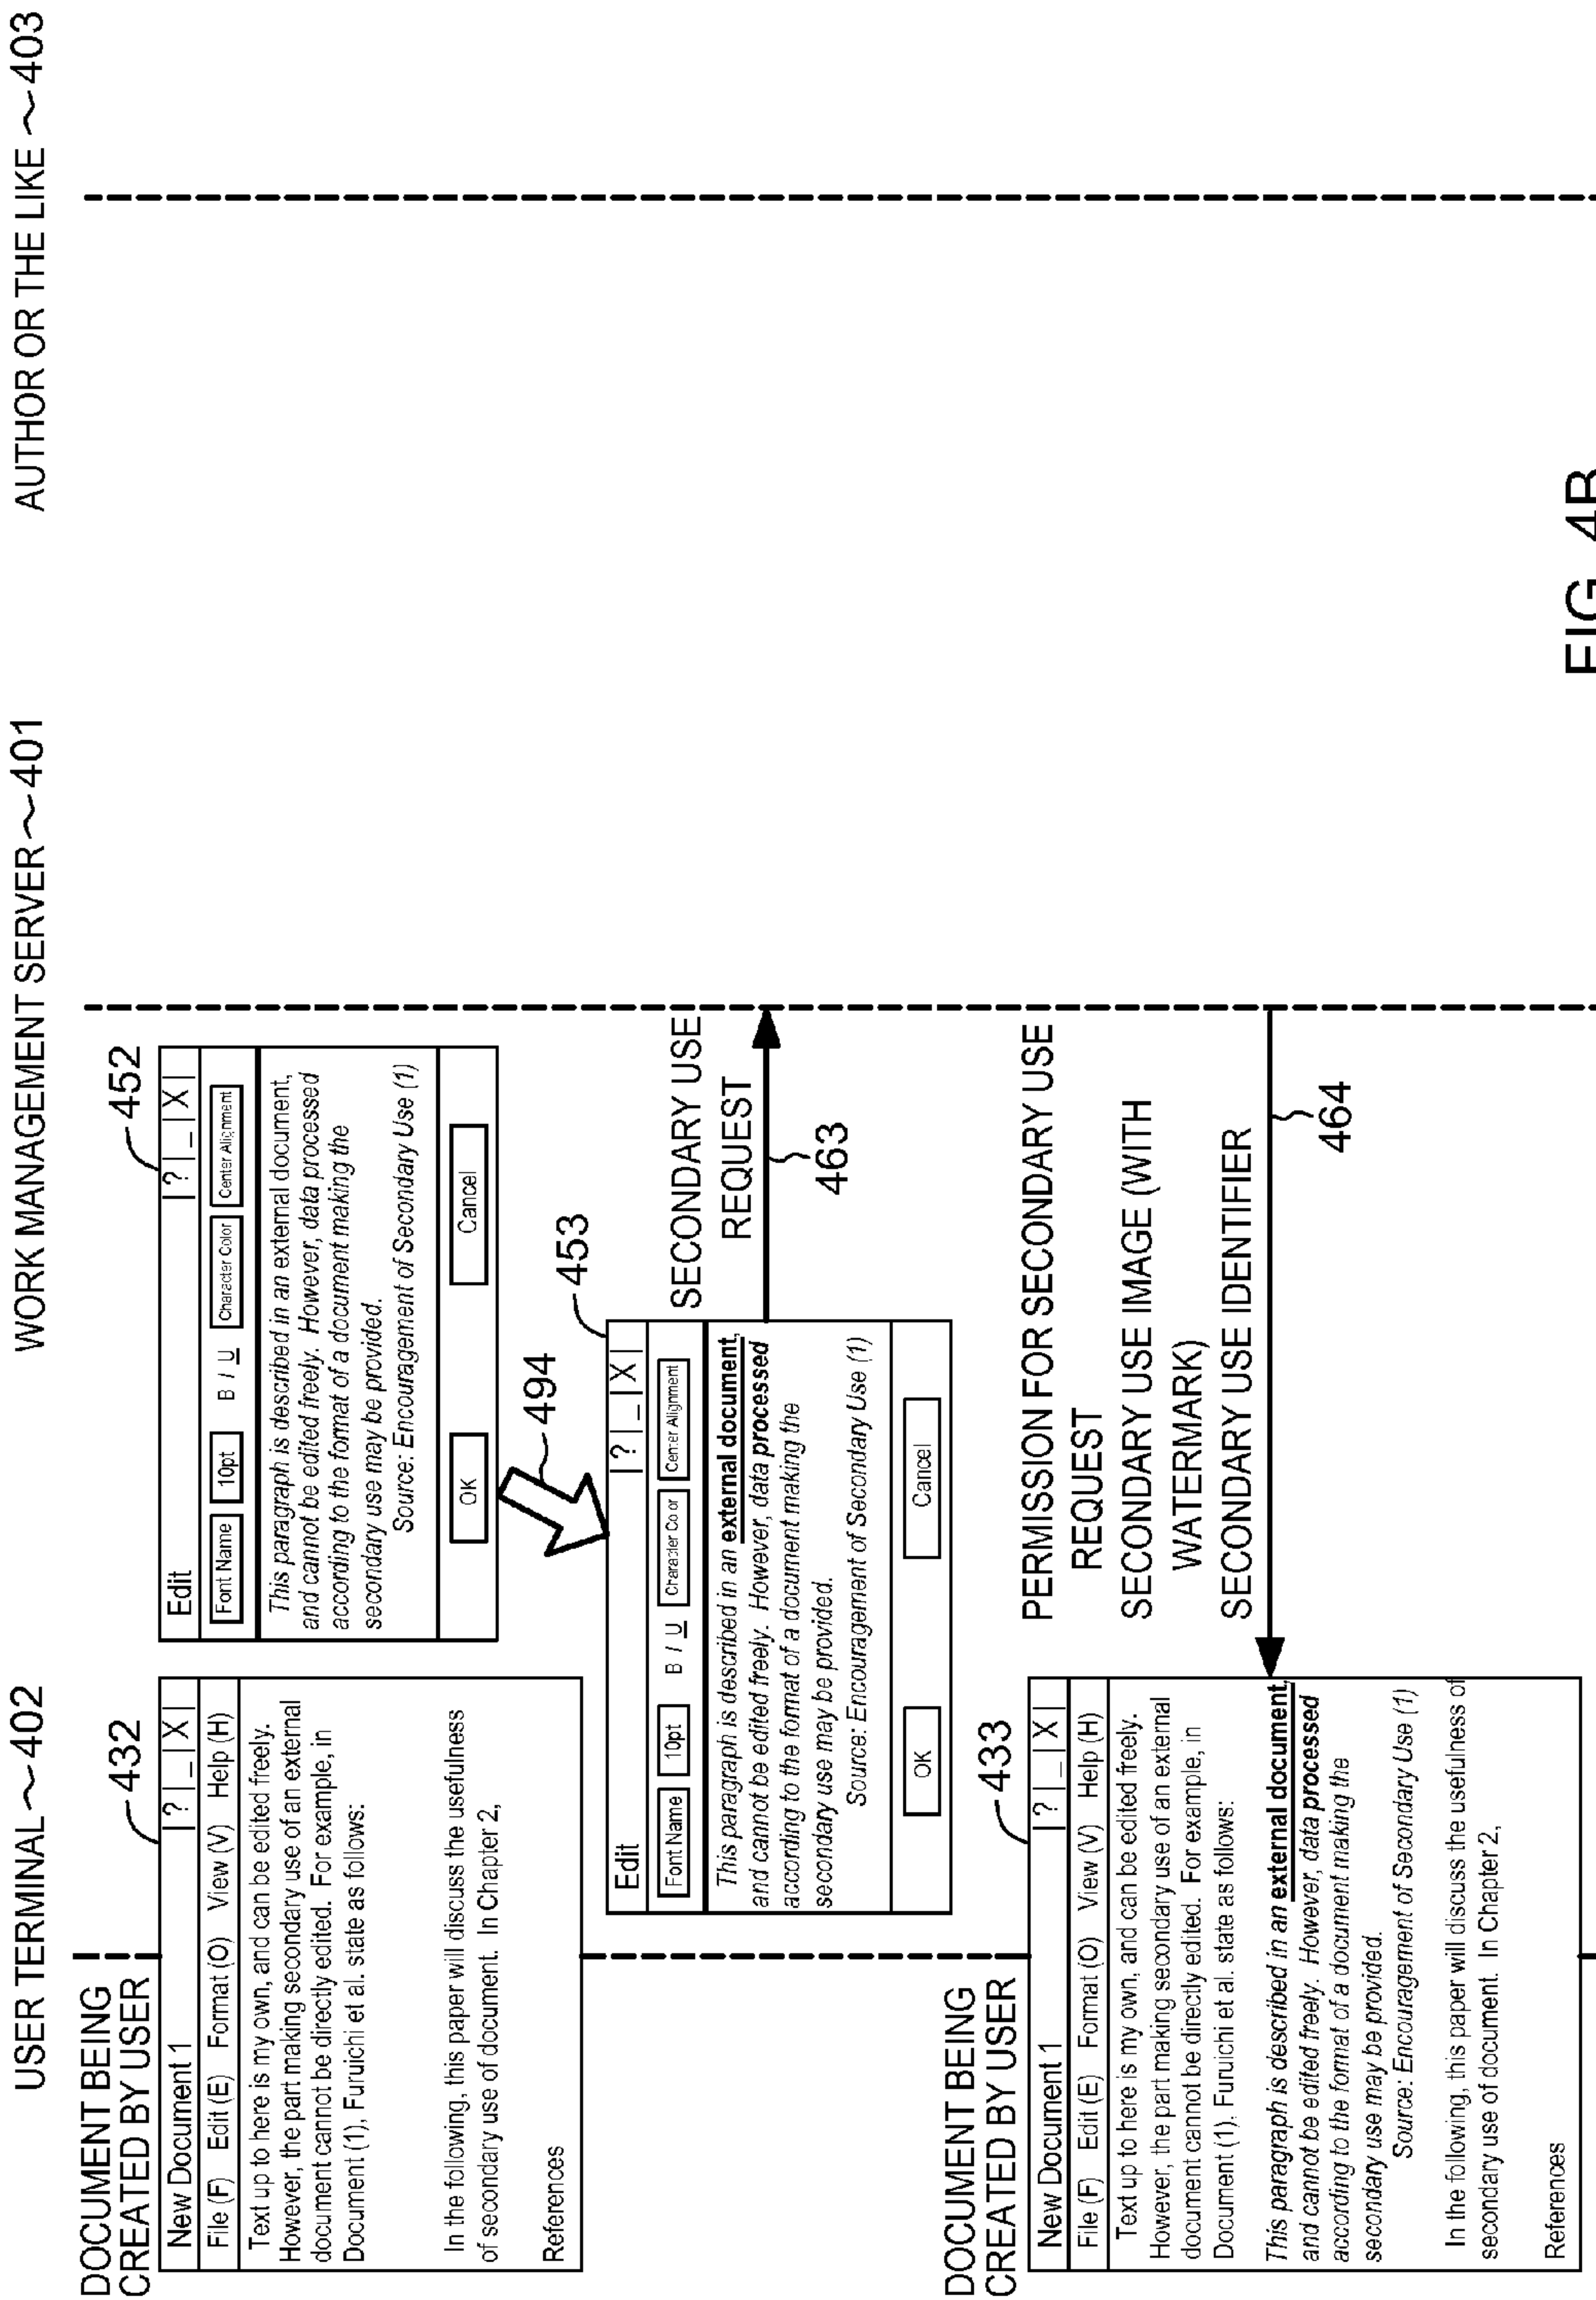 USER TERMINAL ~402
WORK MANAGEMENT SERVER ~401
AUTHOR OR THE LIKE ~403
DOCUMENT BEING
CREATED BY USER
432
New Document 1 | ? | _ | X |
File (F) Edit (E) Format (O) View (V) Help (H)
Text up to here is my own, and can be edited freely.
However, the part making secondary use of an external
document cannot be directly edited. For example, in
Document (1), Furuichi et al. state as follows:
In the following, this paper will discuss the usefulness
of secondary use of document. In Chapter 2,
References
452
Edit | ? | _ | X |
Font Name 10pt B I U Character Color Center Alignment
This paragraph is described in an external document,
and cannot be edited freely. However, data processed
according to the format of a document making the
secondary use may be provided.
Source: Encouragement of Secondary Use (1)
OK Cancel
494
453
Edit | ? | _ | X |
Font Name 10pt B I U Character Color Center Alignment
This paragraph is described in an external document,
and cannot be edited freely. However, data processed
according to the format of a document making the
secondary use may be provided.
Source: Encouragement of Secondary Use (1)
OK Cancel
SECONDARY USE
REQUEST
463
PERMISSION FOR SECONDARY USE
REQUEST
SECONDARY USE IMAGE (WITH
WATERMARK)
SECONDARY USE IDENTIFIER
464
DOCUMENT BEING
CREATED BY USER
433
New Document 1 | ? | _ | X |
File (F) Edit (E) Format (O) View (V) Help (H)
Text up to here is my own, and can be edited freely.
However, the part making secondary use of an external
document cannot be directly edited. For example, in
Document (1). Furuichi et al. state as follows:
This paragraph is described in an external document,
and cannot be edited freely. However, data processed
according to the format of a document making the
secondary use may be provided.
Source: Encouragement of Secondary Use (1)
In the following, this paper will discuss the usefulness of
secondary use of document. In Chapter 2,
References
FIG. 4B